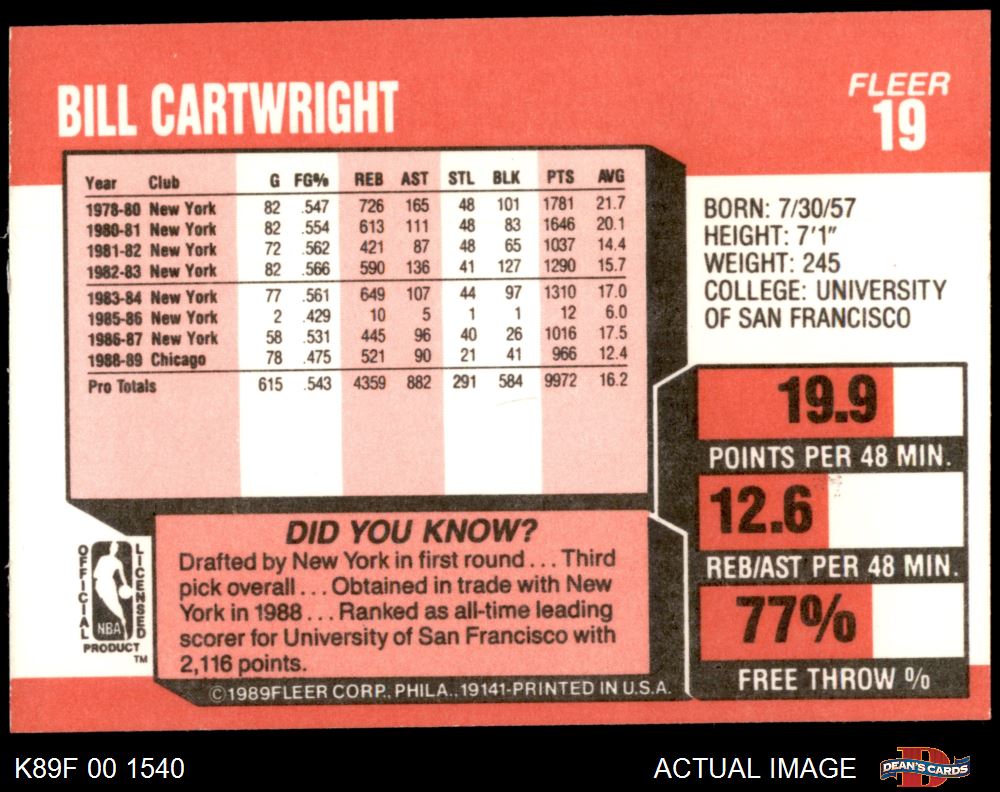 BILL CARTWRIGHT
FLEER
19
Year Club G FG% REB AST STL BLK PTS AVG
1978-80 New York 82 .547 726 165 48 101 1781 21.7
1980-81 New York 82 .554 613 111 48 83 1646 20.1
1981-82 New York 72 .562 421 87 48 65 1037 14.4
1982-83 New York 82 .566 590 136 41 127 1290 15.7
1983-84 New York 77 .561 649 107 44 97 1310 17.0
1985-86 New York 2 .429 10 5 1 1 12 6.0
1986-87 New York 58 .531 445 96 40 26 1016 17.5
1988-89 Chicago 78 .475 521 90 21 41 966 12.4
Pro Totals 615 .543 4359 882 291 584 9972 16.2
BORN: 7/30/57
HEIGHT: 7'1"
WEIGHT: 245
COLLEGE: UNIVERSITY
OF SAN FRANCISCO
19.9
POINTS PER 48 MIN.
12.6
REB/AST PER 48 MIN.
77%
FREE THROW %
DID YOU KNOW?
Drafted by New York in first round . . . Third
pick overall . . . Obtained in trade with New
York in 1988 . . . Ranked as all-time leading
scorer for University of San Francisco with
2,116 points.
OFFICIAL
LICENSED
NBA
PRODUCT
TM
©1989FLEER CORP., PHILA., 19141-PRINTED IN U.S.A.
K89F 00 1540
ACTUAL IMAGE
D
DEAN'S CARDS